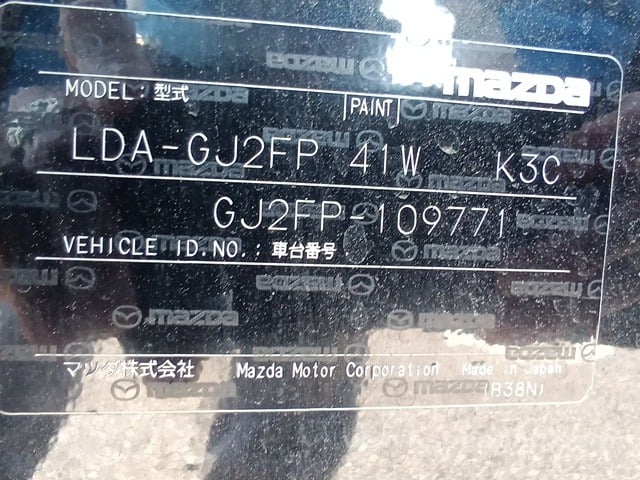 mazda
MODEL: 型式 PAINT
LDA-GJ2FP 41W K3C
GJ2FP-109771
VEHICLE ID.NO.: 車台番号
マツダ株式会社 Mazda Motor Corporation Made in Japan
(B38N)